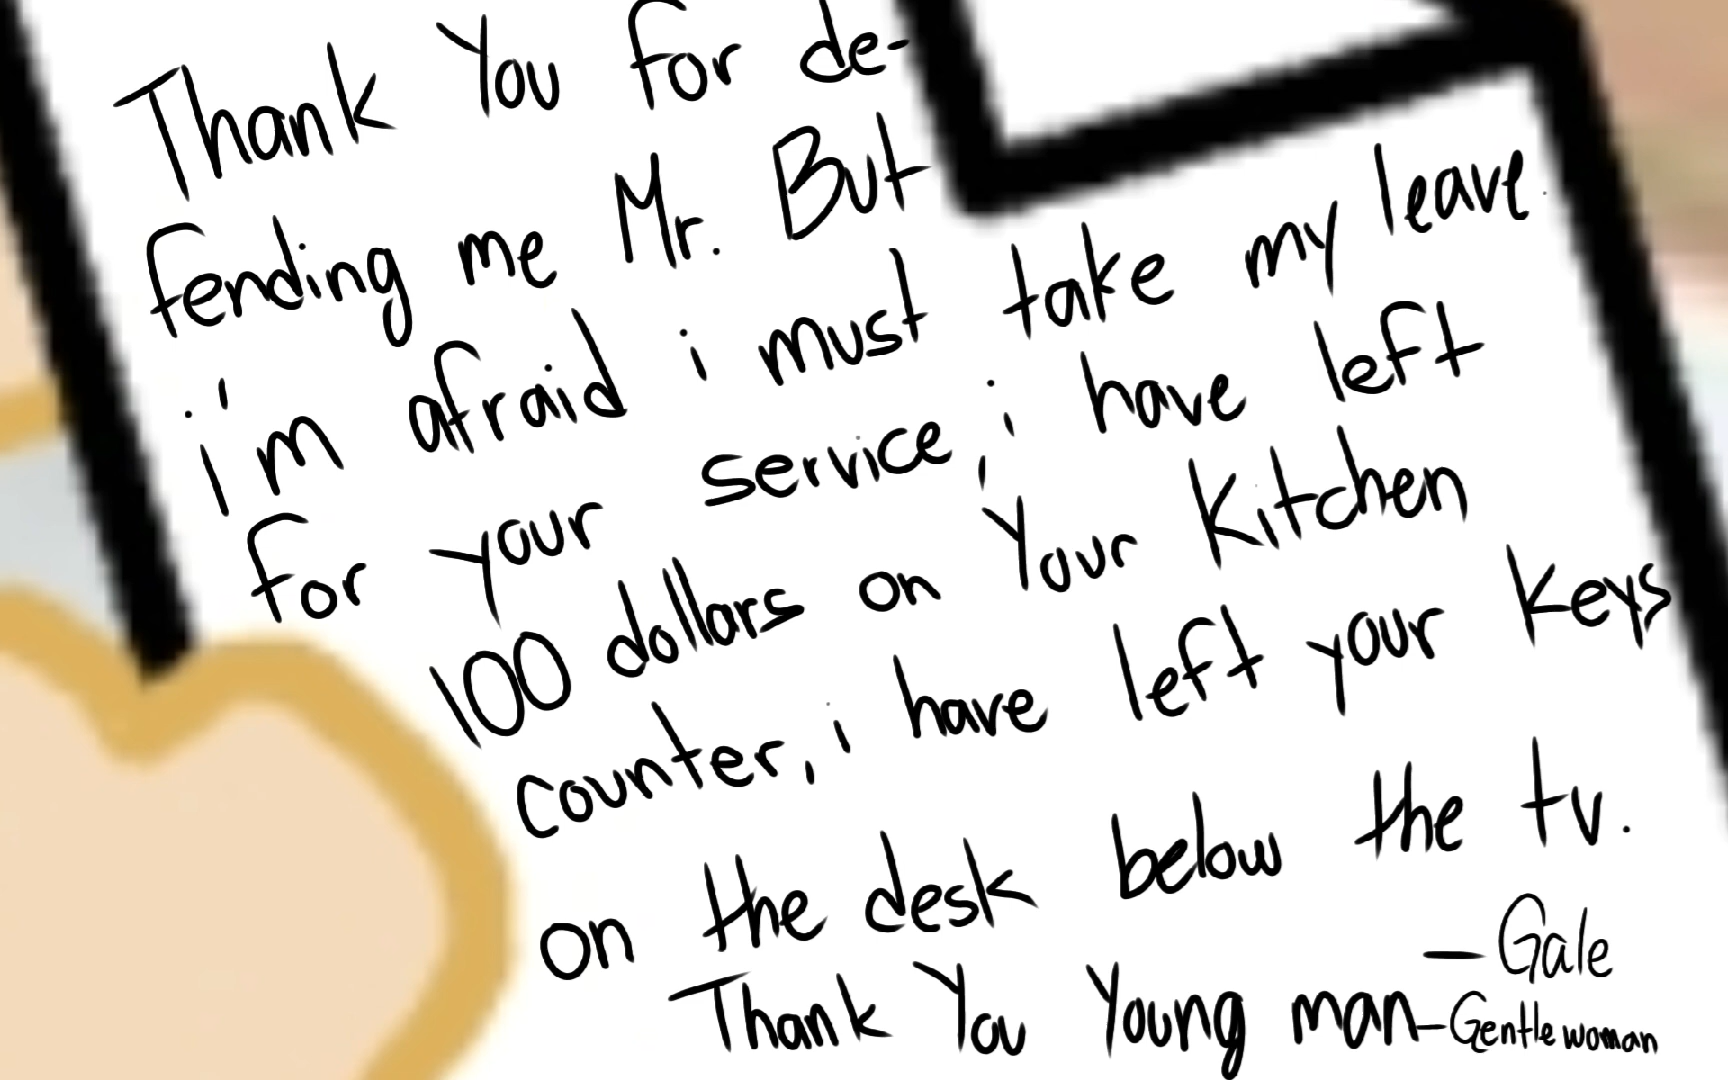 Thank You for de-
fending me Mr. But
i'm afraid i must take my leave
for your service, i have left
100 dollars on Your Kitchen
counter, i have left your keys
on the desk below the tv.
— Gale
Thank You Young man — Gentlewoman